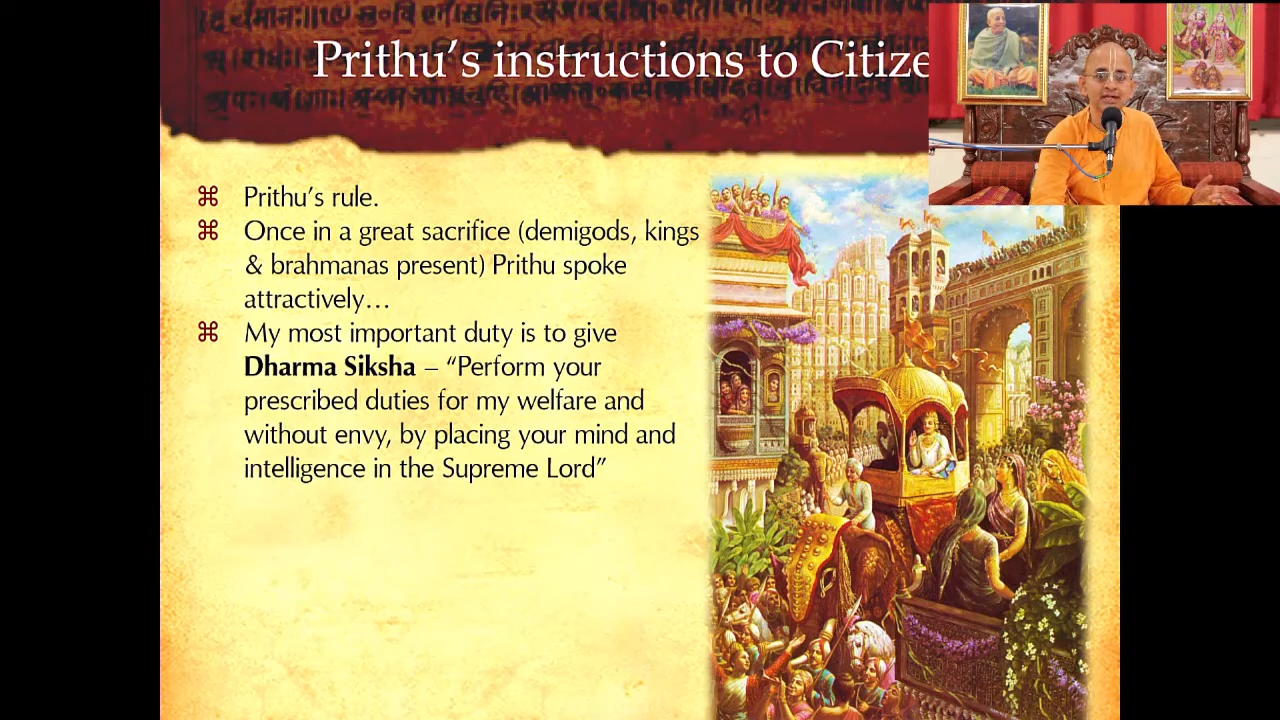 Prithu’s instructions to Citize
⌘ Prithu’s rule.
⌘ Once in a great sacrifice (demigods, kings
& brahmanas present) Prithu spoke
attractively…
⌘ My most important duty is to give
Dharma Siksha – “Perform your
prescribed duties for my welfare and
without envy, by placing your mind and
intelligence in the Supreme Lord”